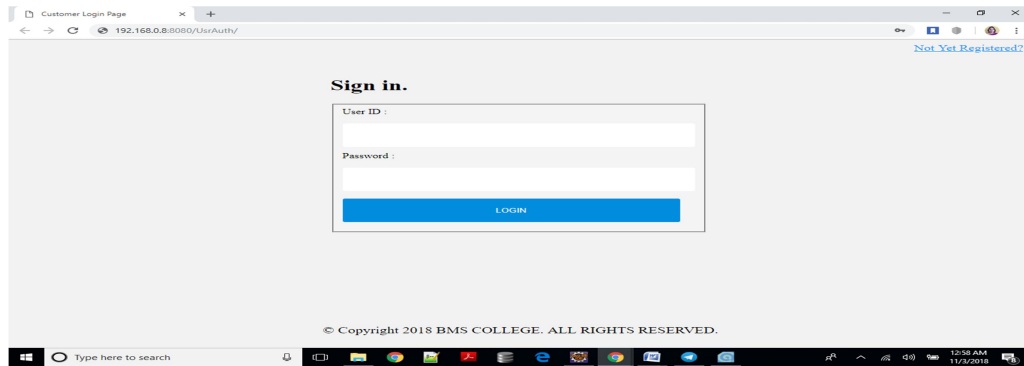 Customer Login Page
192.168.0.8:8080/UsrAuth/
Not Yet Registered?
Sign in.
User ID :
Password :
LOGIN
© Copyright 2018 BMS COLLEGE. ALL RIGHTS RESERVED.
Type here to search
12:58 AM
11/3/2018